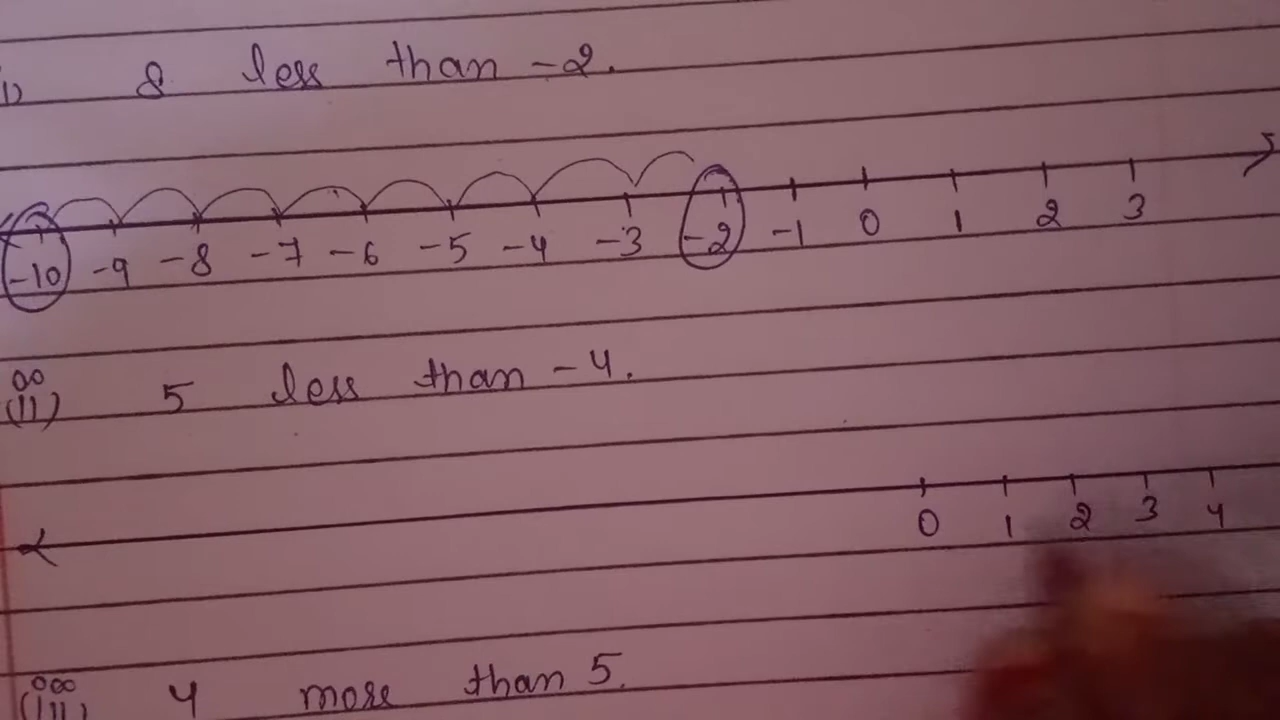 i) 8 less than -2.
-10 -9 -8 -7 -6 -5 -4 -3 -2 -1 0 1 2 3
(ii) 5 less than -4.
0 1 2 3 4
(iii) 4 more than 5.